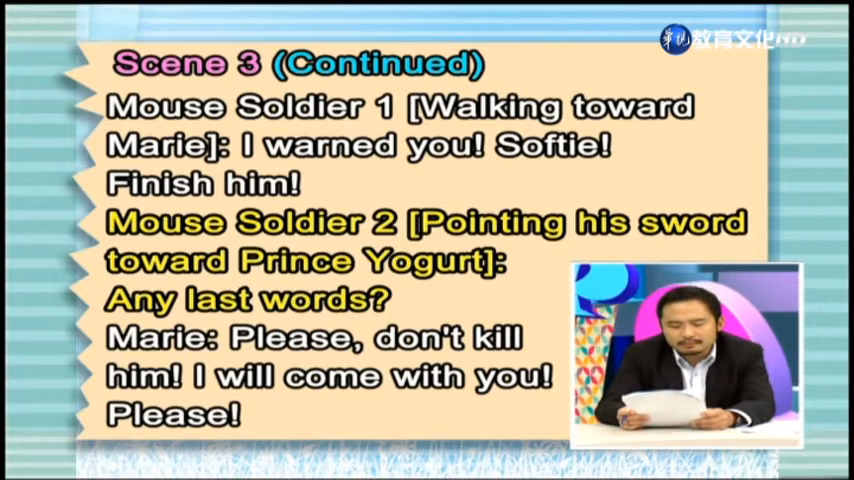 華視 教育文化HD
Scene 3 (Continued)
Mouse Soldier 1 [Walking toward
Marie]: I warned you! Softie!
Finish him!
Mouse Soldier 2 [Pointing his sword
toward Prince Yogurt]:
Any last words?
Marie: Please, don't kill
him! I will come with you!
Please!